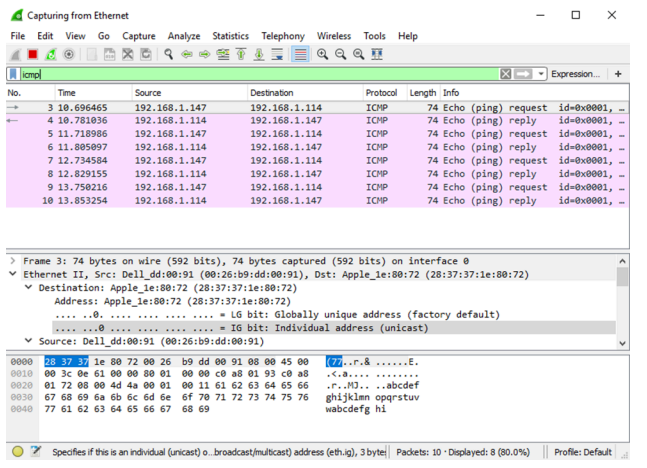 Capturing from Ethernet
File Edit View Go Capture Analyze Statistics Telephony Wireless Tools Help
icmp Expression... +
No. Time Source Destination Protocol Length Info
3 10.696465 192.168.1.147 192.168.1.114 ICMP 74 Echo (ping) request id=0x0001, …
4 10.781036 192.168.1.114 192.168.1.147 ICMP 74 Echo (ping) reply id=0x0001, …
5 11.718986 192.168.1.147 192.168.1.114 ICMP 74 Echo (ping) request id=0x0001, …
6 11.805097 192.168.1.114 192.168.1.147 ICMP 74 Echo (ping) reply id=0x0001, …
7 12.734584 192.168.1.147 192.168.1.114 ICMP 74 Echo (ping) request id=0x0001, …
8 12.829155 192.168.1.114 192.168.1.147 ICMP 74 Echo (ping) reply id=0x0001, …
9 13.750216 192.168.1.147 192.168.1.114 ICMP 74 Echo (ping) request id=0x0001, …
10 13.853254 192.168.1.114 192.168.1.147 ICMP 74 Echo (ping) reply id=0x0001, …
Frame 3: 74 bytes on wire (592 bits), 74 bytes captured (592 bits) on interface 0
Ethernet II, Src: Dell_dd:00:91 (00:26:b9:dd:00:91), Dst: Apple_1e:80:72 (28:37:37:1e:80:72)
Destination: Apple_1e:80:72 (28:37:37:1e:80:72)
Address: Apple_1e:80:72 (28:37:37:1e:80:72)
.... ..0. .... .... .... .... = LG bit: Globally unique address (factory default)
.... ...0 .... .... .... .... = IG bit: Individual address (unicast)
Source: Dell_dd:00:91 (00:26:b9:dd:00:91)
0000 28 37 37 1e 80 72 00 26 b9 dd 00 91 08 00 45 00 (77..r.& ......E.
0010 00 3c 0e 61 00 00 80 01 00 00 c0 a8 01 93 c0 a8 .<.a.... ........
0020 01 72 08 00 4d 4a 00 01 00 11 61 62 63 64 65 66 .r..MJ.. ..abcdef
0030 67 68 69 6a 6b 6c 6d 6e 6f 70 71 72 73 74 75 76 ghijklmn opqrstuv
0040 77 61 62 63 64 65 66 67 68 69 wabcdefg hi
Specifies if this is an individual (unicast) o...broadcast/multicast) address (eth.ig), 3 bytes Packets: 10 · Displayed: 8 (80.0%) Profile: Default